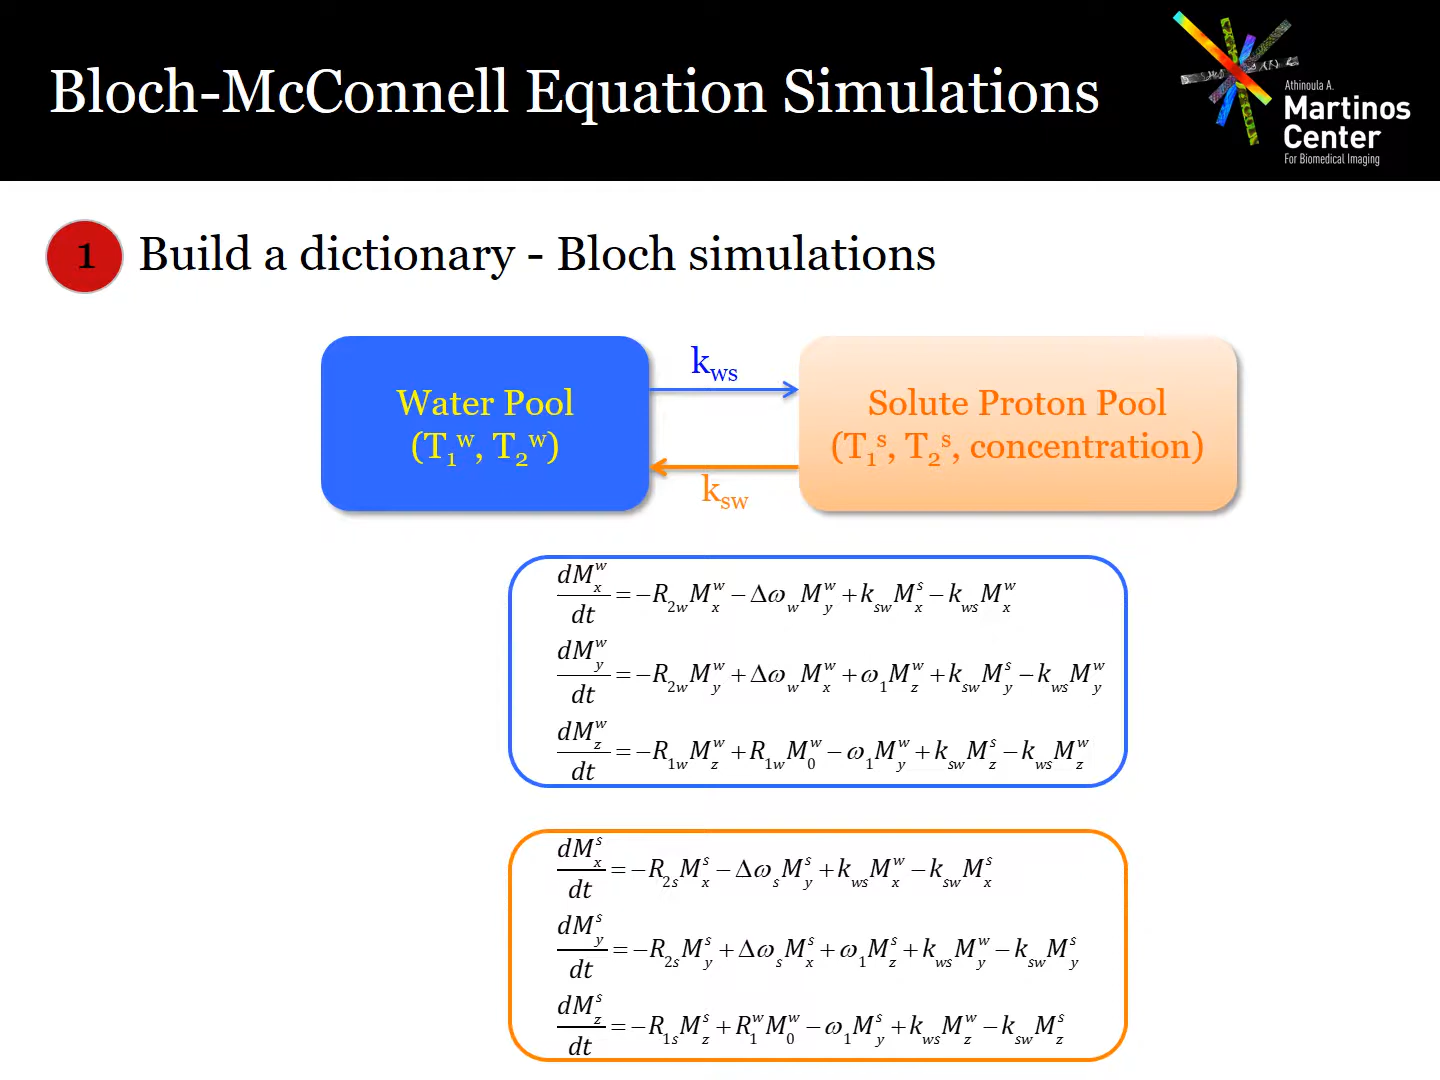 Bloch-McConnell Equation Simulations
Athinoula A.
Martinos
Center
For Biomedical Imaging
1 Build a dictionary - Bloch simulations
k_ws
Water Pool
(T₁ʷ, T₂ʷ)
Solute Proton Pool
(T₁ˢ, T₂ˢ, concentration)
k_sw
dM_x^w/dt = −R_2w M_x^w − Δω_w M_y^w + k_sw M_x^s − k_ws M_x^w
dM_y^w/dt = −R_2w M_y^w + Δω_w M_x^w + ω_1 M_z^w + k_sw M_y^s − k_ws M_y^w
dM_z^w/dt = −R_1w M_z^w + R_1w M_0^w − ω_1 M_y^w + k_sw M_z^s − k_ws M_z^w
dM_x^s/dt = −R_2s M_x^s − Δω_s M_y^s + k_ws M_x^w − k_sw M_x^s
dM_y^s/dt = −R_2s M_y^s + Δω_s M_x^s + ω_1 M_z^s + k_ws M_y^w − k_sw M_y^s
dM_z^s/dt = −R_1s M_z^s + R_1^w M_0^w − ω_1 M_y^s + k_ws M_z^w − k_sw M_z^s